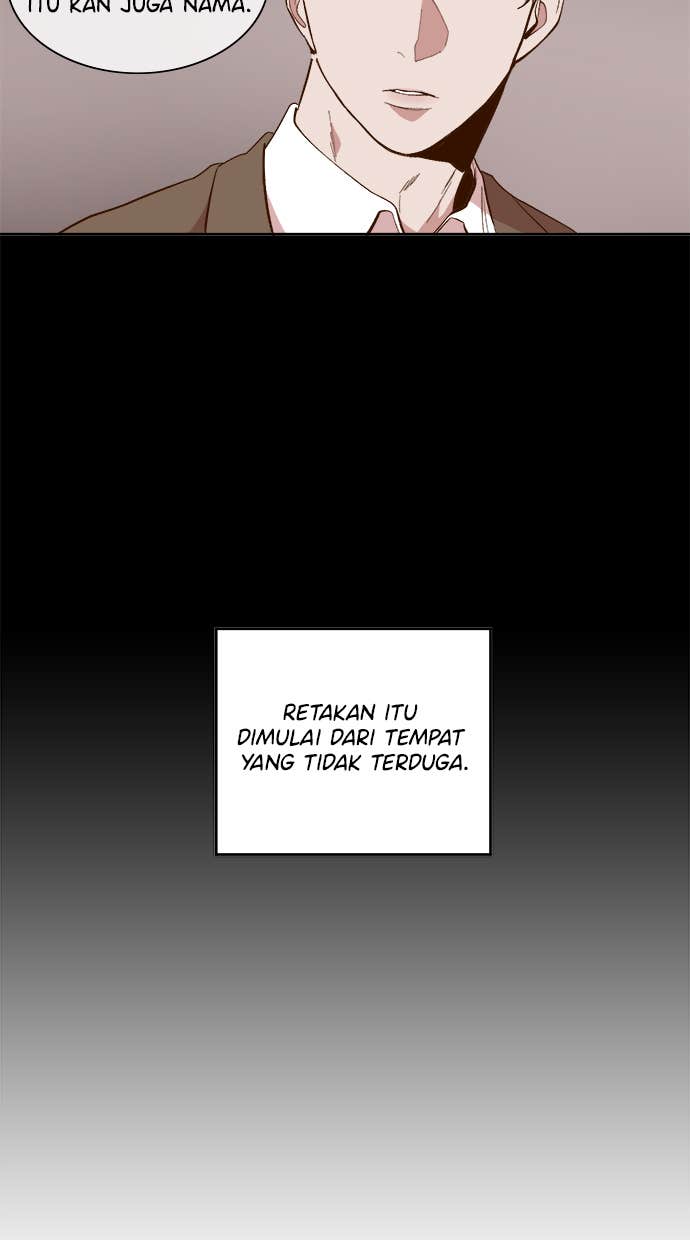 ITU KAN JUGA NAMA.
RETAKAN ITU
DIMULAI DARI TEMPAT
YANG TIDAK TERDUGA.